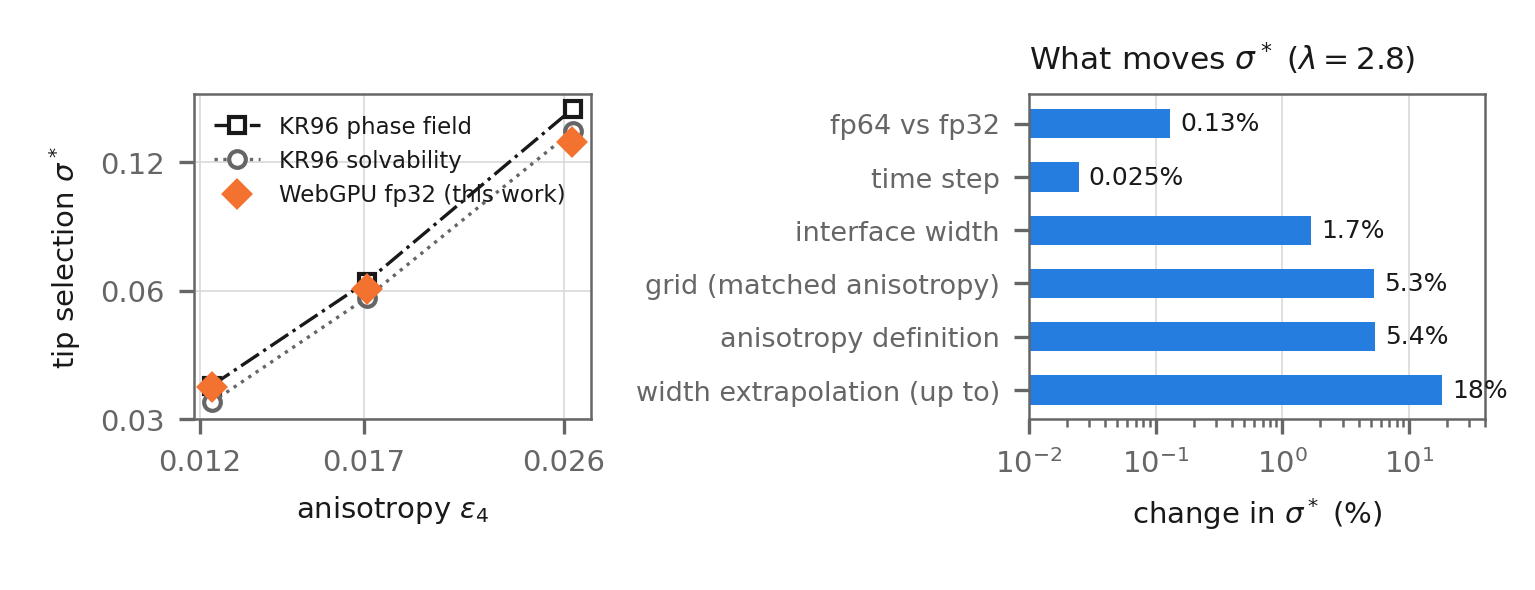 KR96 phase field
KR96 solvability
WebGPU fp32 (this work)
tip selection σ*
0.12
0.06
0.03
0.012 0.017 0.026
anisotropy ε₄
What moves σ* (λ = 2.8)
fp64 vs fp32 0.13%
time step 0.025%
interface width 1.7%
grid (matched anisotropy) 5.3%
anisotropy definition 5.4%
width extrapolation (up to) 18%
10⁻² 10⁻¹ 10⁰ 10¹
change in σ* (%)